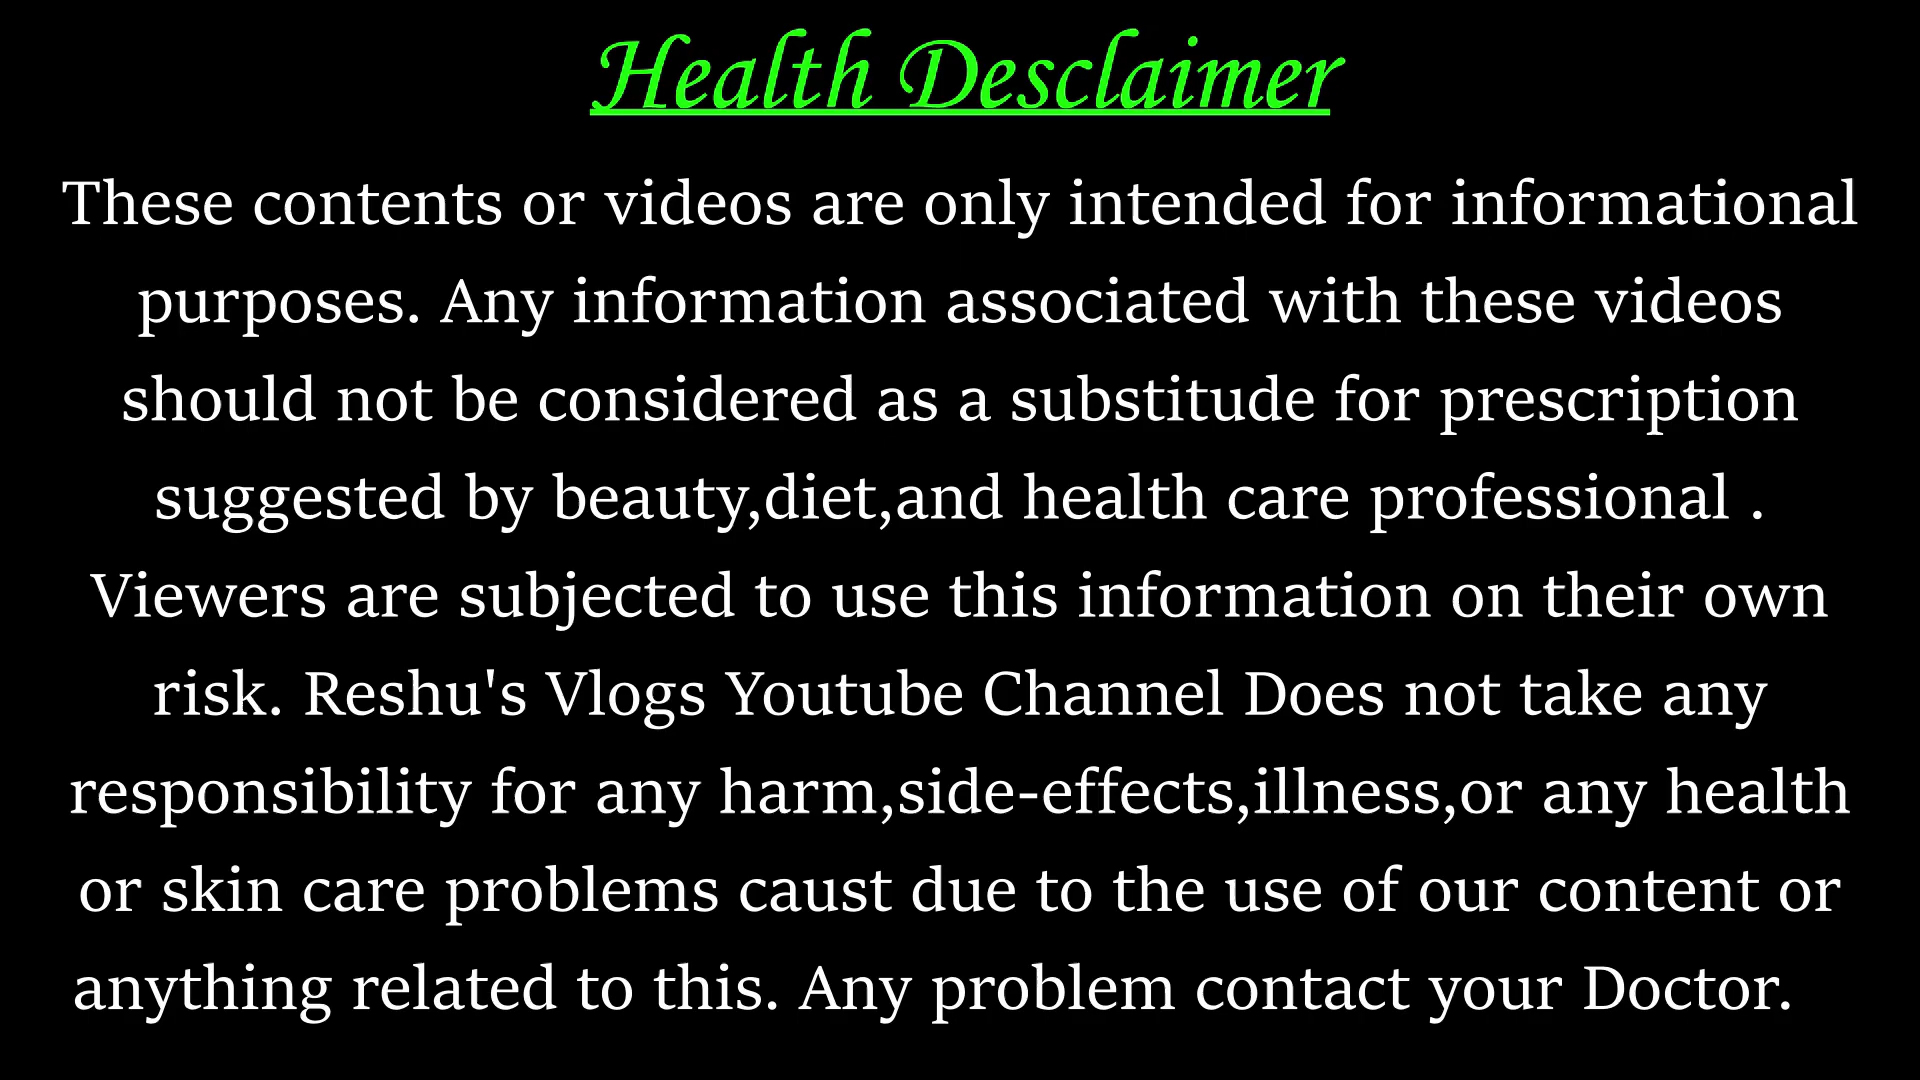 Health Desclaimer
These contents or videos are only intended for informational
purposes. Any information associated with these videos
should not be considered as a substitude for prescription
suggested by beauty,diet,and health care professional .
Viewers are subjected to use this information on their own
risk. Reshu's Vlogs Youtube Channel Does not take any
responsibility for any harm,side-effects,illness,or any health
or skin care problems caust due to the use of our content or
anything related to this. Any problem contact your Doctor.